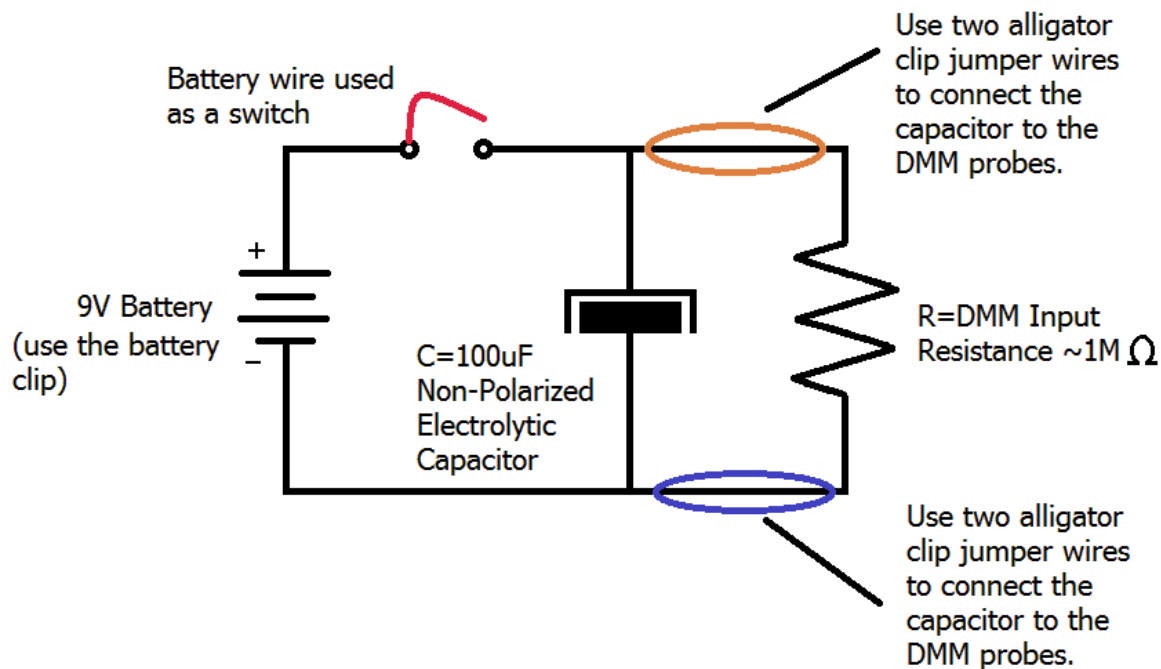 Battery wire used
as a switch
Use two alligator
clip jumper wires
to connect the
capacitor to the
DMM probes.
+
9V Battery
(use the battery
clip)
−
C=100uF
Non-Polarized
Electrolytic
Capacitor
R=DMM Input
Resistance ~1M Ω
Use two alligator
clip jumper wires
to connect the
capacitor to the
DMM probes.